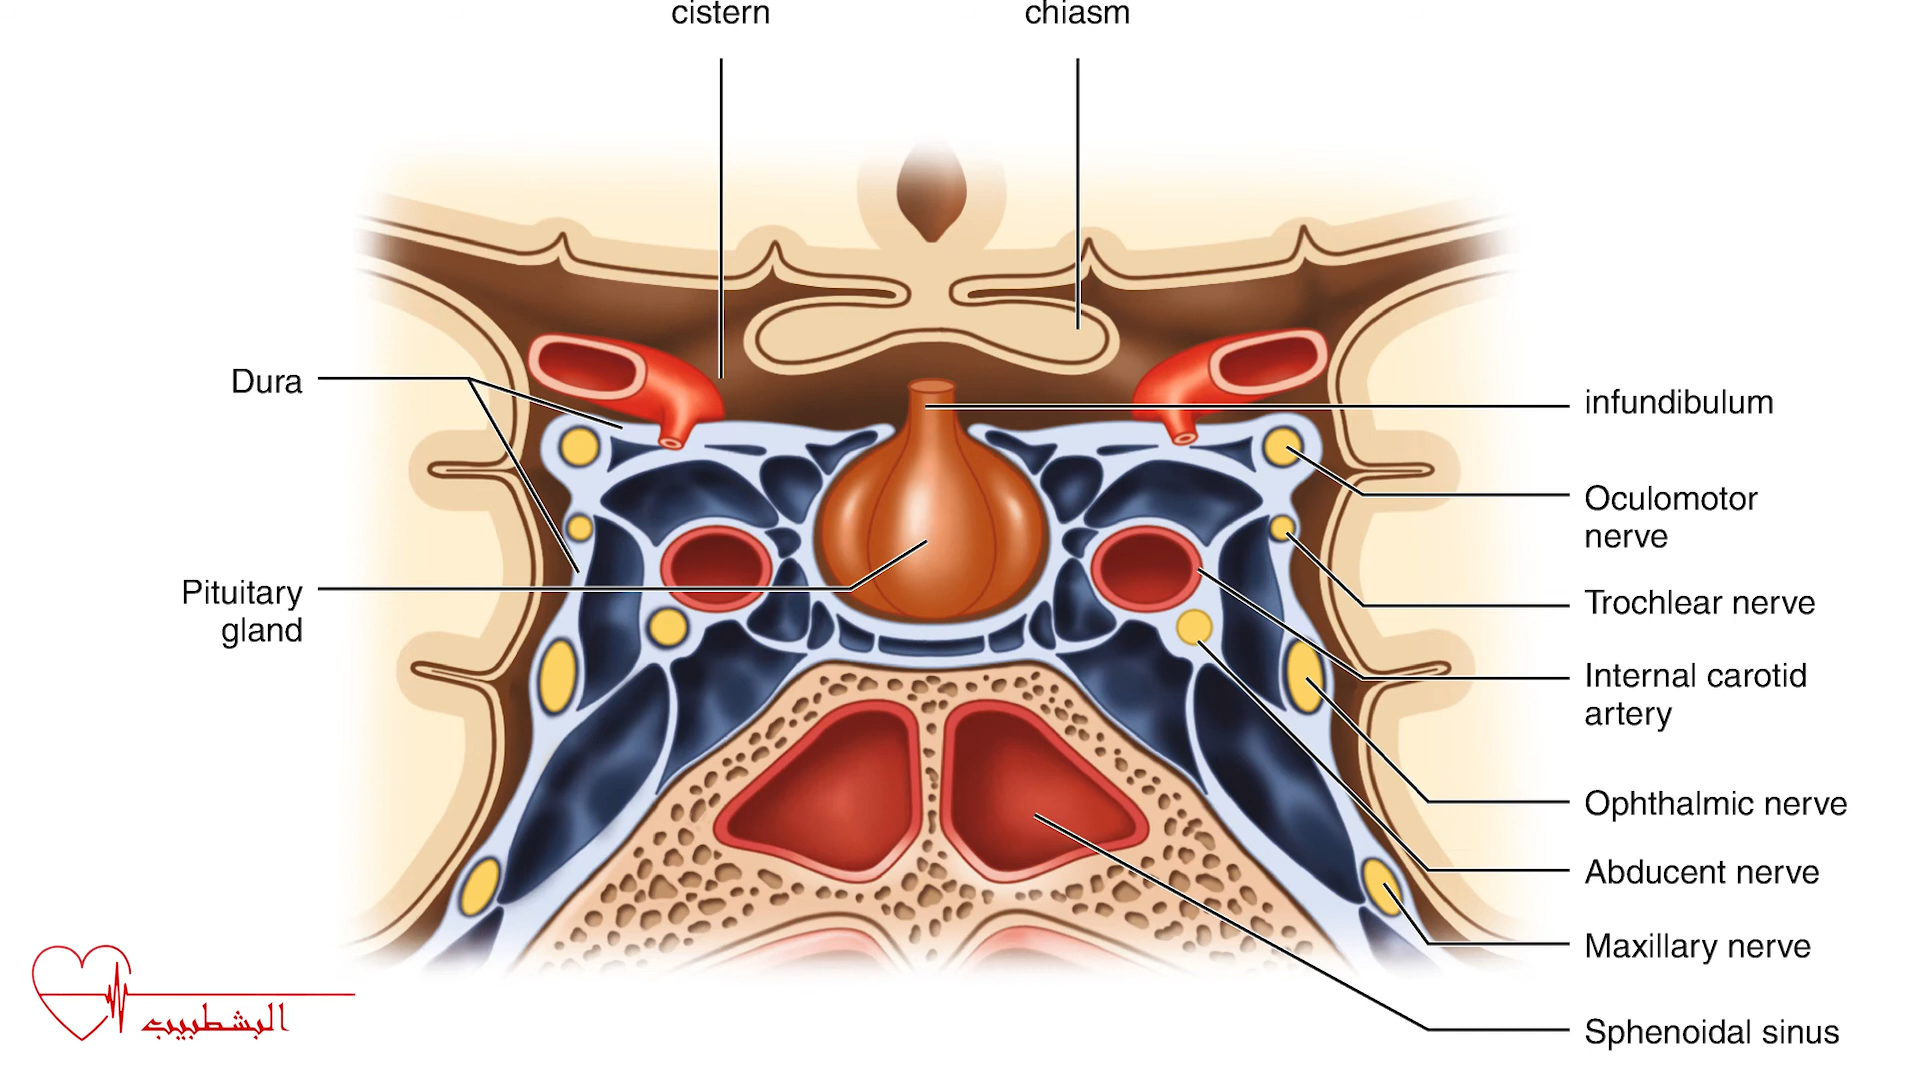 cistern
chiasm
Dura
Pituitary
gland
infundibulum
Oculomotor
nerve
Trochlear nerve
Internal carotid
artery
Ophthalmic nerve
Abducent nerve
Maxillary nerve
Sphenoidal sinus
البشطبيب